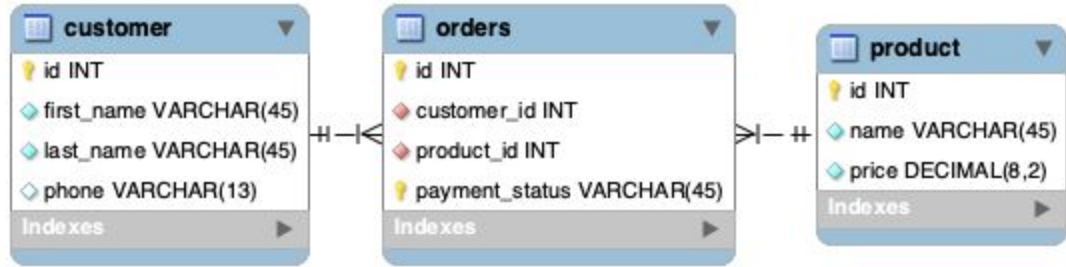 customer
id INT
first_name VARCHAR(45)
last_name VARCHAR(45)
phone VARCHAR(13)
Indexes
orders
id INT
customer_id INT
product_id INT
payment_status VARCHAR(45)
Indexes
product
id INT
name VARCHAR(45)
price DECIMAL(8,2)
Indexes